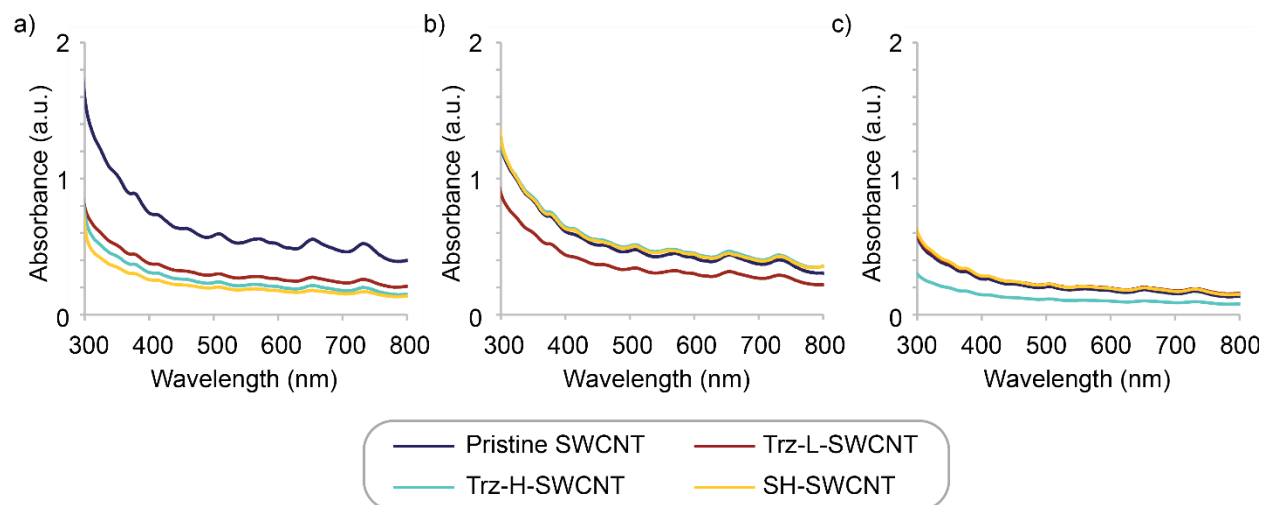 a)
2
1
0
Absorbance (a.u.)
300 400 500 600 700 800
Wavelength (nm)
b)
2
1
0
Absorbance (a.u.)
300 400 500 600 700 800
Wavelength (nm)
c)
2
1
0
Absorbance (a.u.)
300 400 500 600 700 800
Wavelength (nm)
Pristine SWCNT Trz-L-SWCNT
Trz-H-SWCNT SH-SWCNT